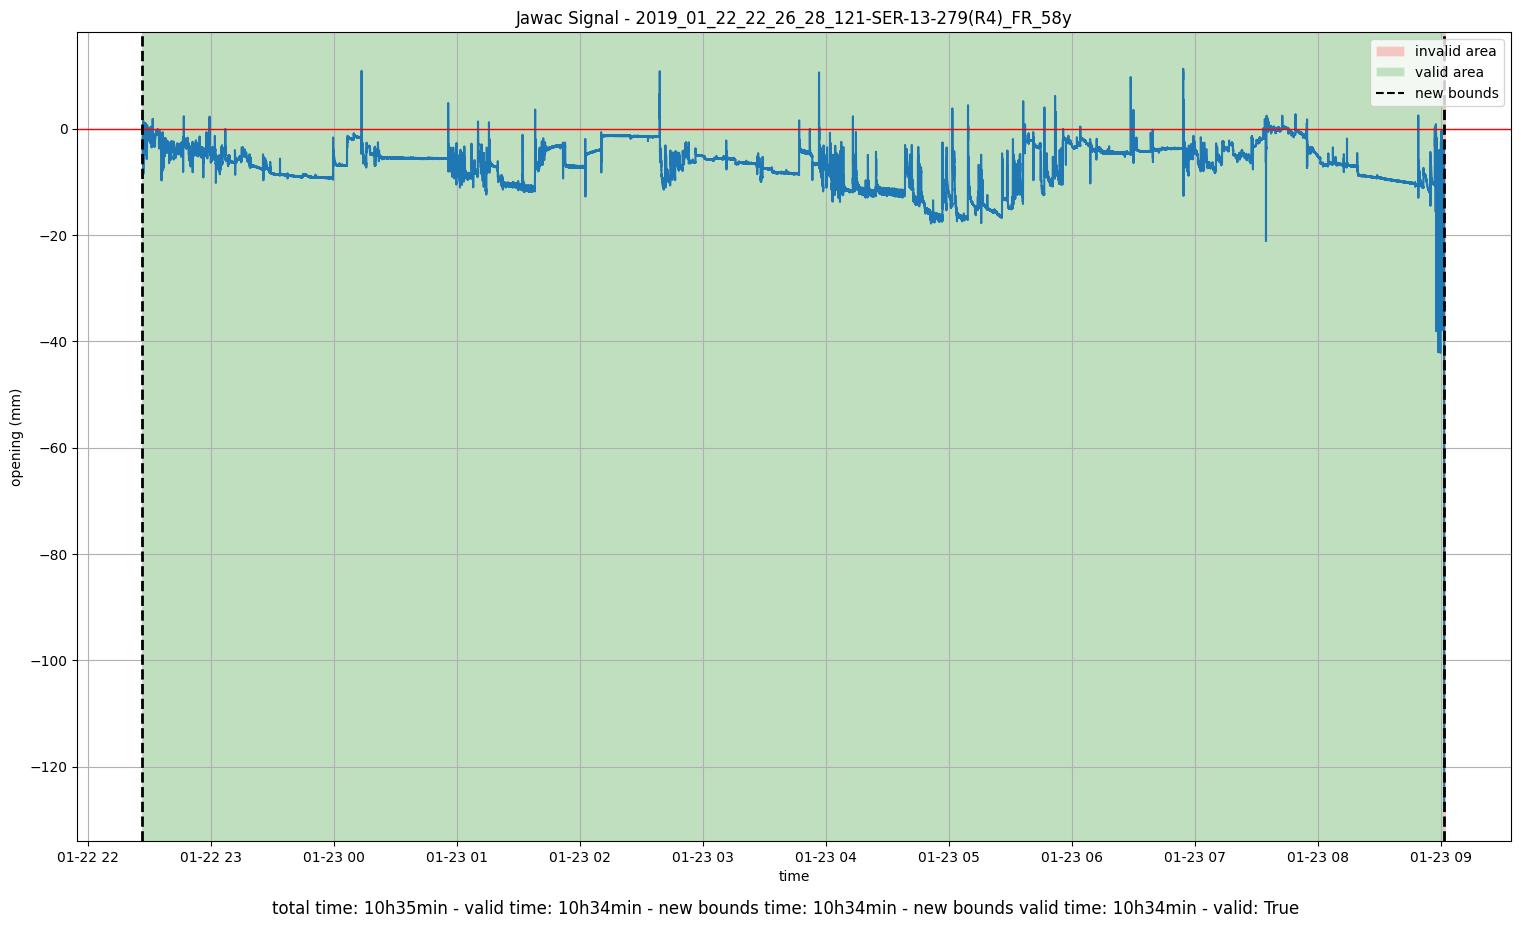 Jawac Signal - 2019_01_22_22_26_28_121-SER-13-279(R4)_FR_58y
invalid area
valid area
new bounds
0
−20
−40
−60
−80
−100
−120
opening (mm)
01-22 22
01-22 23
01-23 00
01-23 01
01-23 02
01-23 03
01-23 04
01-23 05
01-23 06
01-23 07
01-23 08
01-23 09
time
total time: 10h35min - valid time: 10h34min - new bounds time: 10h34min - new bounds valid time: 10h34min - valid: True